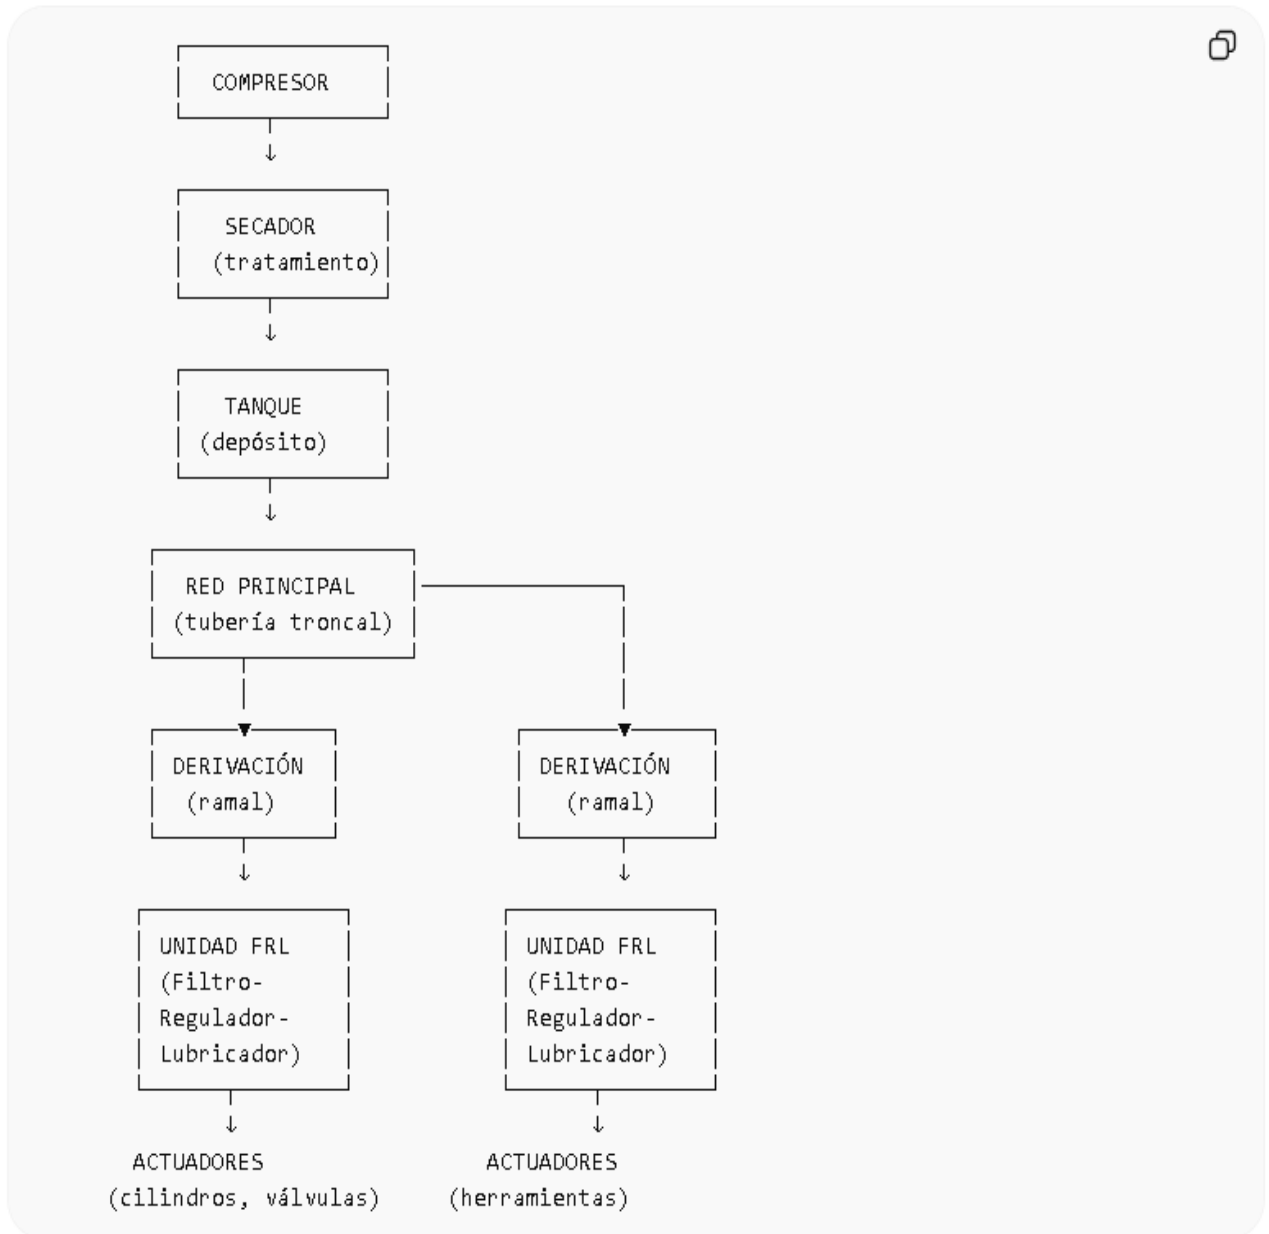 COMPRESOR
SECADOR
(tratamiento)
TANQUE
(depósito)
RED PRINCIPAL
(tubería troncal)
DERIVACIÓN
(ramal)
DERIVACIÓN
(ramal)
UNIDAD FRL
(Filtro-
Regulador-
Lubricador)
UNIDAD FRL
(Filtro-
Regulador-
Lubricador)
ACTUADORES
(cilindros, válvulas)
ACTUADORES
(herramientas)